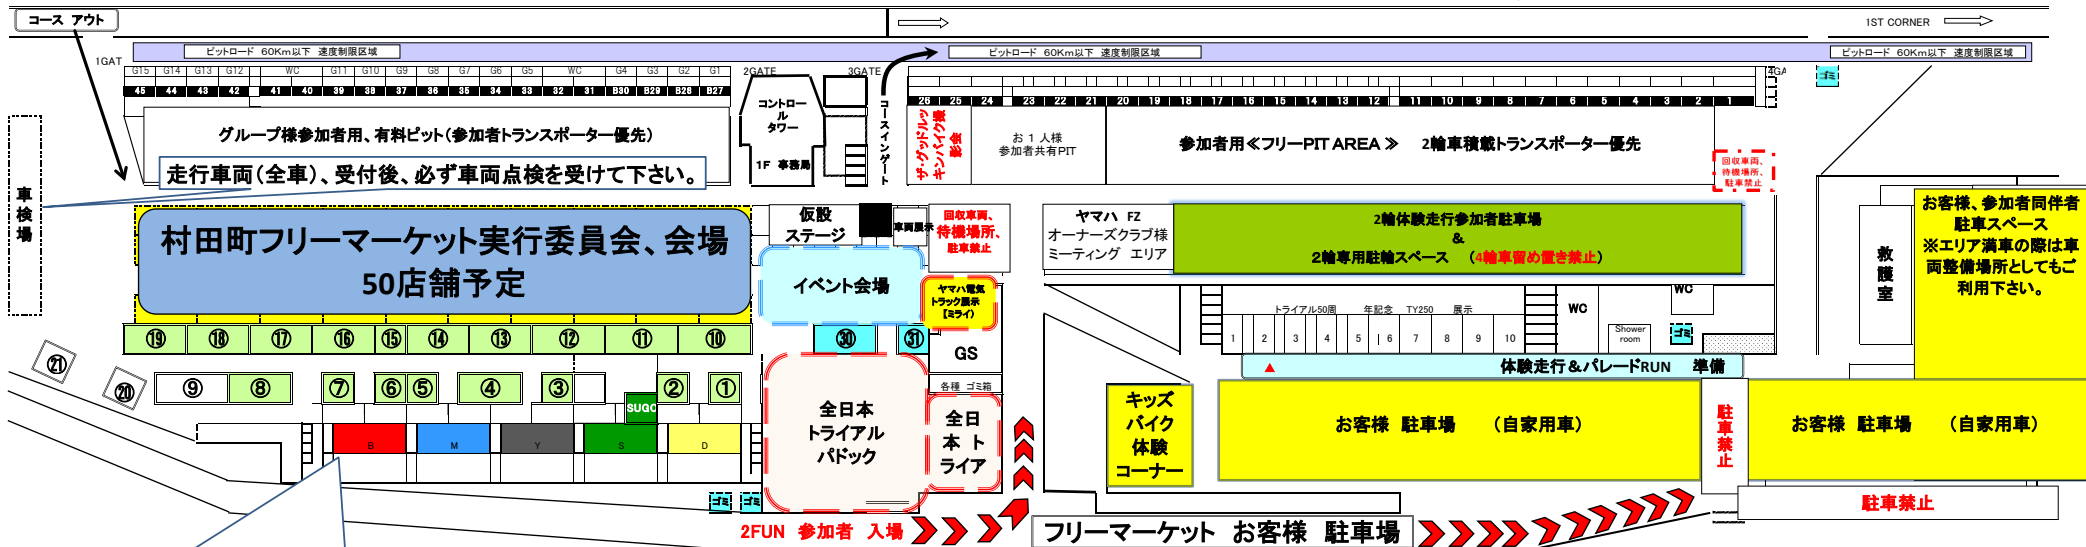 コース アウト
1ST CORNER
ピットロード 60Km以下 速度制限区域
ピットロード 60Km以下 速度制限区域
ピットロード 60Km以下 速度制限区域
1GAT
2GATE
3GATE
4GA
ゴミ
G15 G14 G13 G12 WC G11 G10 G9 G8 G7 G6 G5 WC G4 G3 G2 G1
45 44 43 42 41 40 39 38 37 36 35 34 33 32 31 B30 B29 B28 B27
26 25 24 23 22 21 20 19 18 17 16 15 14 13 12 11 10 9 8 7 6 5 4 3 2 1
グループ様参加者用、有料ピット(参加者トランスポーター優先)
コントロール
タワー
1F 事務局
コースインゲート
ザ・グッドルッ
キンバイク撮
影会
お 1 人様
参加者共有PIT
参加者用≪フリーPIT AREA ≫ 2輪車積載トランスポーター優先
回収車両、
待機場所、
駐車禁止
車検場
走行車両(全車)、受付後、必ず車両点検を受けて下さい。
村田町フリーマーケット実行委員会、会場
50店舗予定
仮設
ステージ
車両展示
回収車両、
待機場所、
駐車禁止
イベント会場
ヤマハ電気
トラック展示
【ミライ】
ヤマハ FZ
オーナーズクラブ様
ミーティング エリア
2輪体験走行参加者駐車場
&
2輪専用駐輪スペース (4輪車留め置き禁止)
救護室
お客様、参加者同伴者
駐車スペース
※エリア満車の際は車
両整備場所としてもご
利用下さい。
⑲ ⑱ ⑰ ⑯ ⑮ ⑭ ⑬ ⑫ ⑪ ⑩
㉚ ㉛
GS
トライアル50周 年記念 TY250 展示
1 2 3 4 5 6 7 8 9 10
WC
WC
Shower
room
ゴミ
㉑ ⑳ ⑨ ⑧ ⑦ ⑥ ⑤ ④ ③ ② ①
SUGO
B M Y S D
各種 ゴミ箱
全日本
トライアル
パドック
全日
本 ト
ライア
▲ 体験走行&パレードRUN 準備
キッズ
バイク
体験
コーナー
お客様 駐車場 (自家用車)
駐車禁止
お客様 駐車場 (自家用車)
駐車禁止
ゴミ ゴミ
2FUN 参加者 入場
フリーマーケット お客様 駐車場